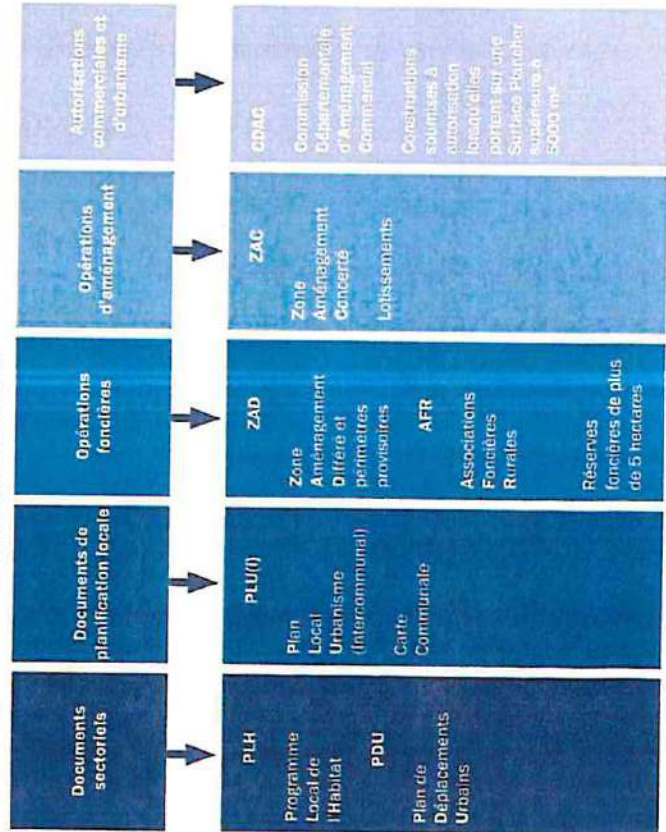 Documents
sectoriels
PLH
Programme
Local de
l'Habitat
PDU
Plan de
Déplacements
Urbains
Documents de
planification locale
PLU(i)
Plan
Local
Urbanisme
(Intercommunal)
Carte
Communale
Opérations
foncières
ZAD
Zone
Aménagement
Différé et
périmètres
provisoires
AFR
Associations
Foncières
Rurales
Réserves
foncières de plus
de 5 hectares
Opérations
d'aménagement
ZAC
Zone
Aménagement
Concerté
Lotissements
Autorisations
commerciales et
d'urbanisme
CDAC
Commission
Départementale
d'Aménagement
Commercial
Constructions
soumises à
autorisation
lorsqu'elles
portent sur une
Surface Plancher
supérieure à
5000 m²